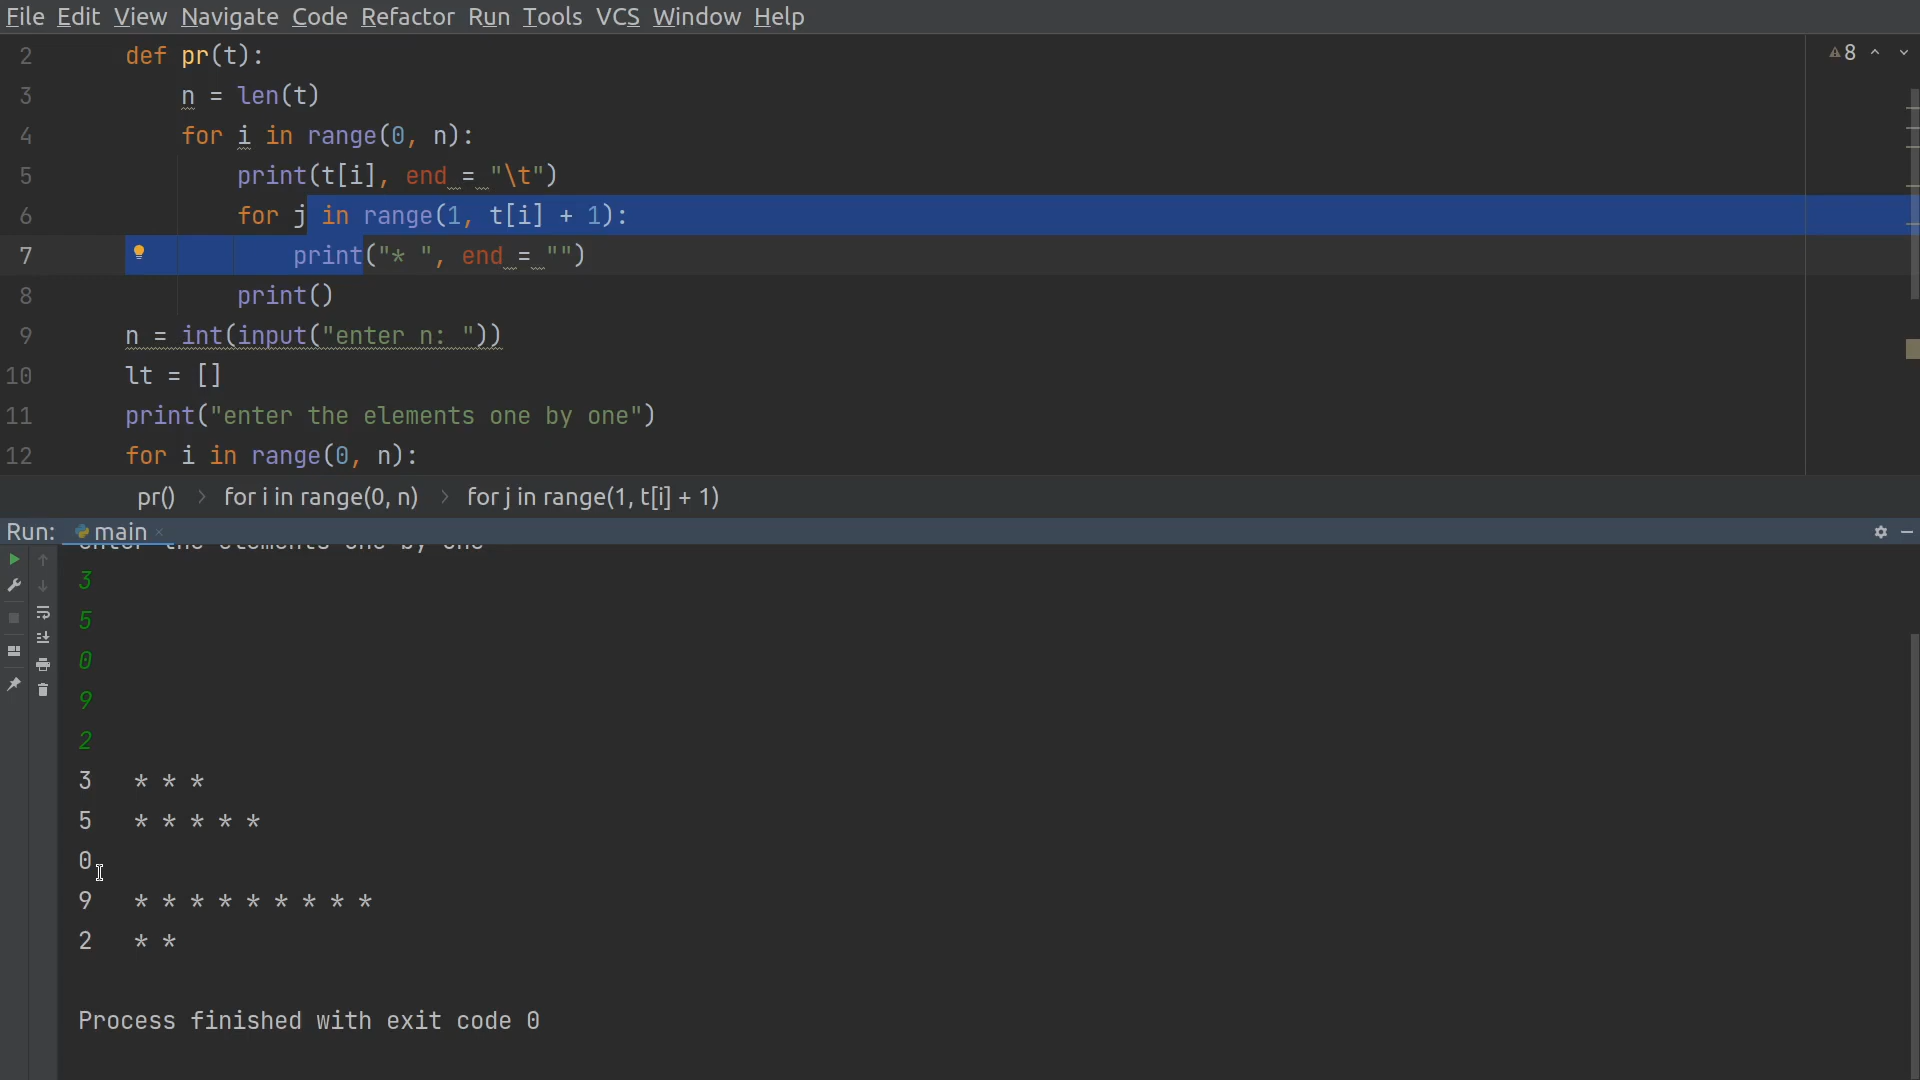 File Edit View Navigate Code Refactor Run Tools VCS Window Help
8
2 def pr(t):
3 n = len(t)
4 for i in range(0, n):
5 print(t[i], end = "\t")
6 for j in range(1, t[i] + 1):
7 print("* ", end = "")
8 print()
9 n = int(input("enter n: "))
10 lt = []
11 print("enter the elements one by one")
12 for i in range(0, n):
pr() > for i in range(0, n) > for j in range(1, t[i] + 1)
Run: main
enter the elements one by one
3
5
0
9
2
3 * * *
5 * * * * *
0
9 * * * * * * * * *
2 * *
Process finished with exit code 0